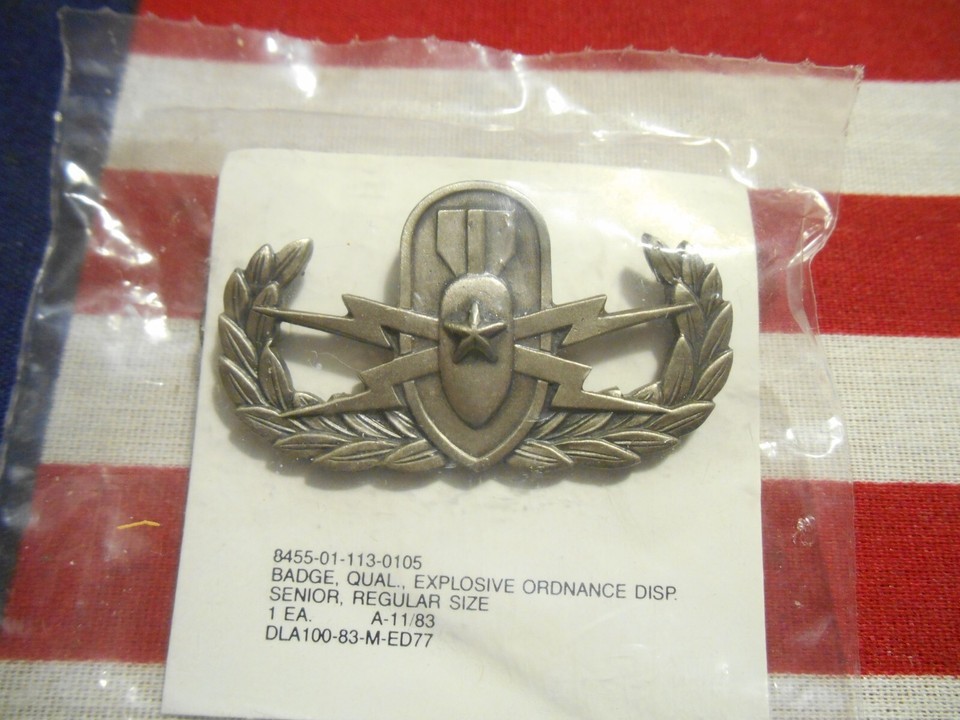 8455-01-113-0105
BADGE, QUAL., EXPLOSIVE ORDNANCE DISP.
SENIOR, REGULAR SIZE
1 EA. A-11/83
DLA100-83-M-ED77